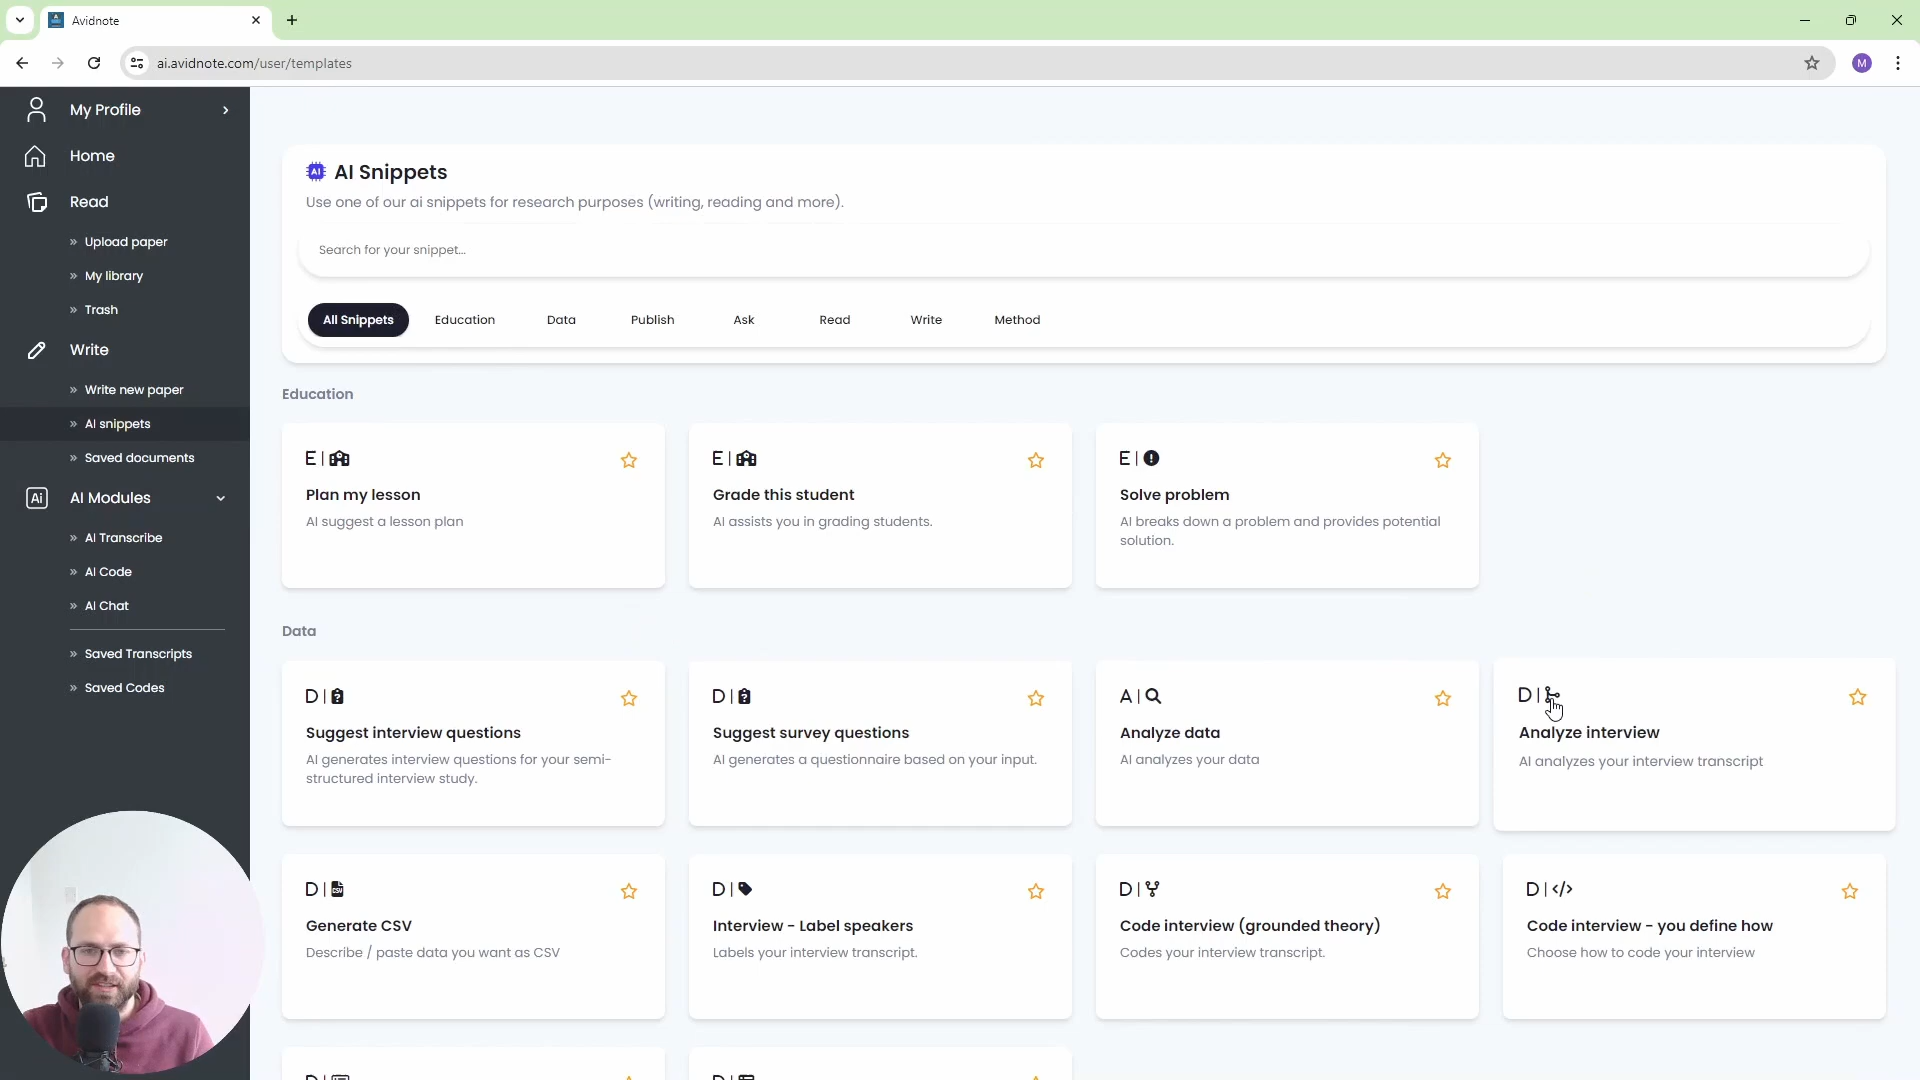 Avidnote
ai.avidnote.com/user/templates
M
My Profile
Home
Read
» Upload paper
» My library
» Trash
Write
» Write new paper
» AI snippets
» Saved documents
Ai AI Modules
» AI Transcribe
» AI Code
» AI Chat
» Saved Transcripts
» Saved Codes
AI AI Snippets
Use one of our ai snippets for research purposes (writing, reading and more).
Search for your snippet...
All Snippets Education Data Publish Ask Read Write Method
Education
E |
Plan my lesson
AI suggest a lesson plan
E |
Grade this student
AI assists you in grading students.
E |
Solve problem
AI breaks down a problem and provides potential
solution.
Data
D |
Suggest interview questions
AI generates interview questions for your semi-
structured interview study.
D |
Suggest survey questions
AI generates a questionnaire based on your input.
A |
Analyze data
AI analyzes your data
D |
Analyze interview
AI analyzes your interview transcript
D | CSV
Generate CSV
Describe / paste data you want as CSV
D |
Interview - Label speakers
Labels your interview transcript.
D |
Code interview (grounded theory)
Codes your interview transcript.
D | </>
Code interview - you define how
Choose how to code your interview